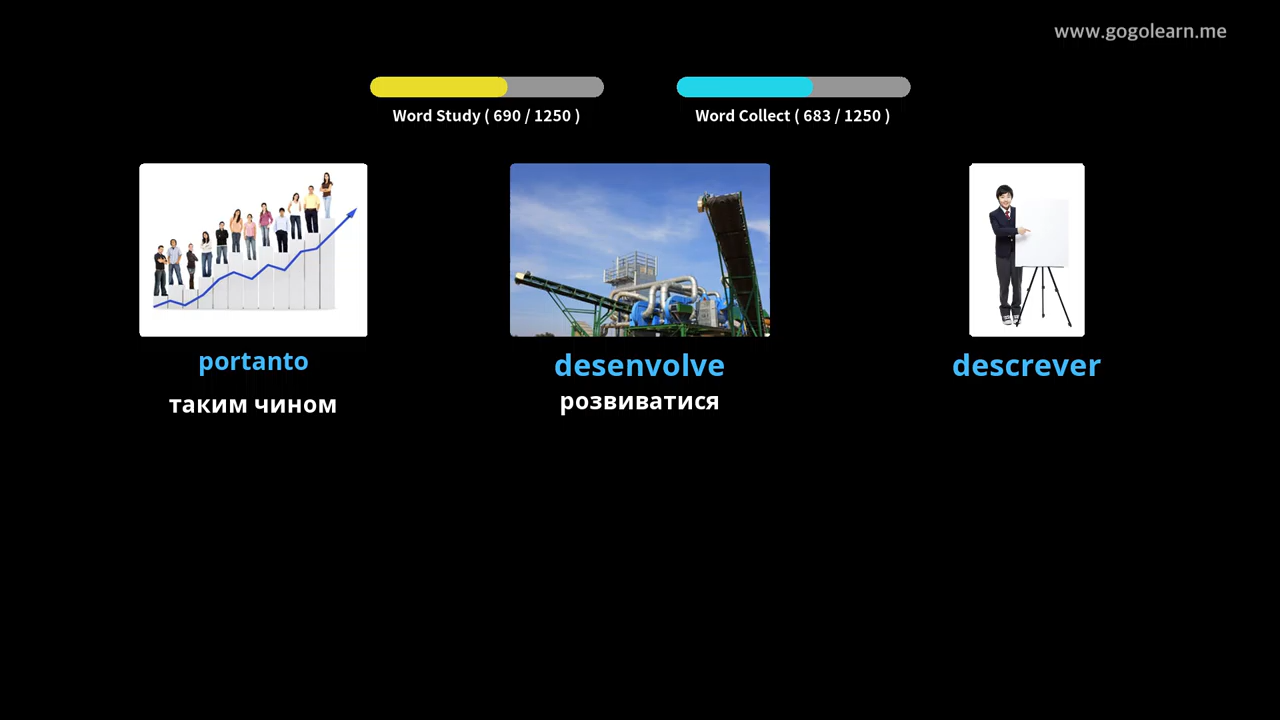 www.gogolearn.me
Word Study ( 690 / 1250 )
Word Collect ( 683 / 1250 )
portanto
таким чином
desenvolve
розвиватися
descrever